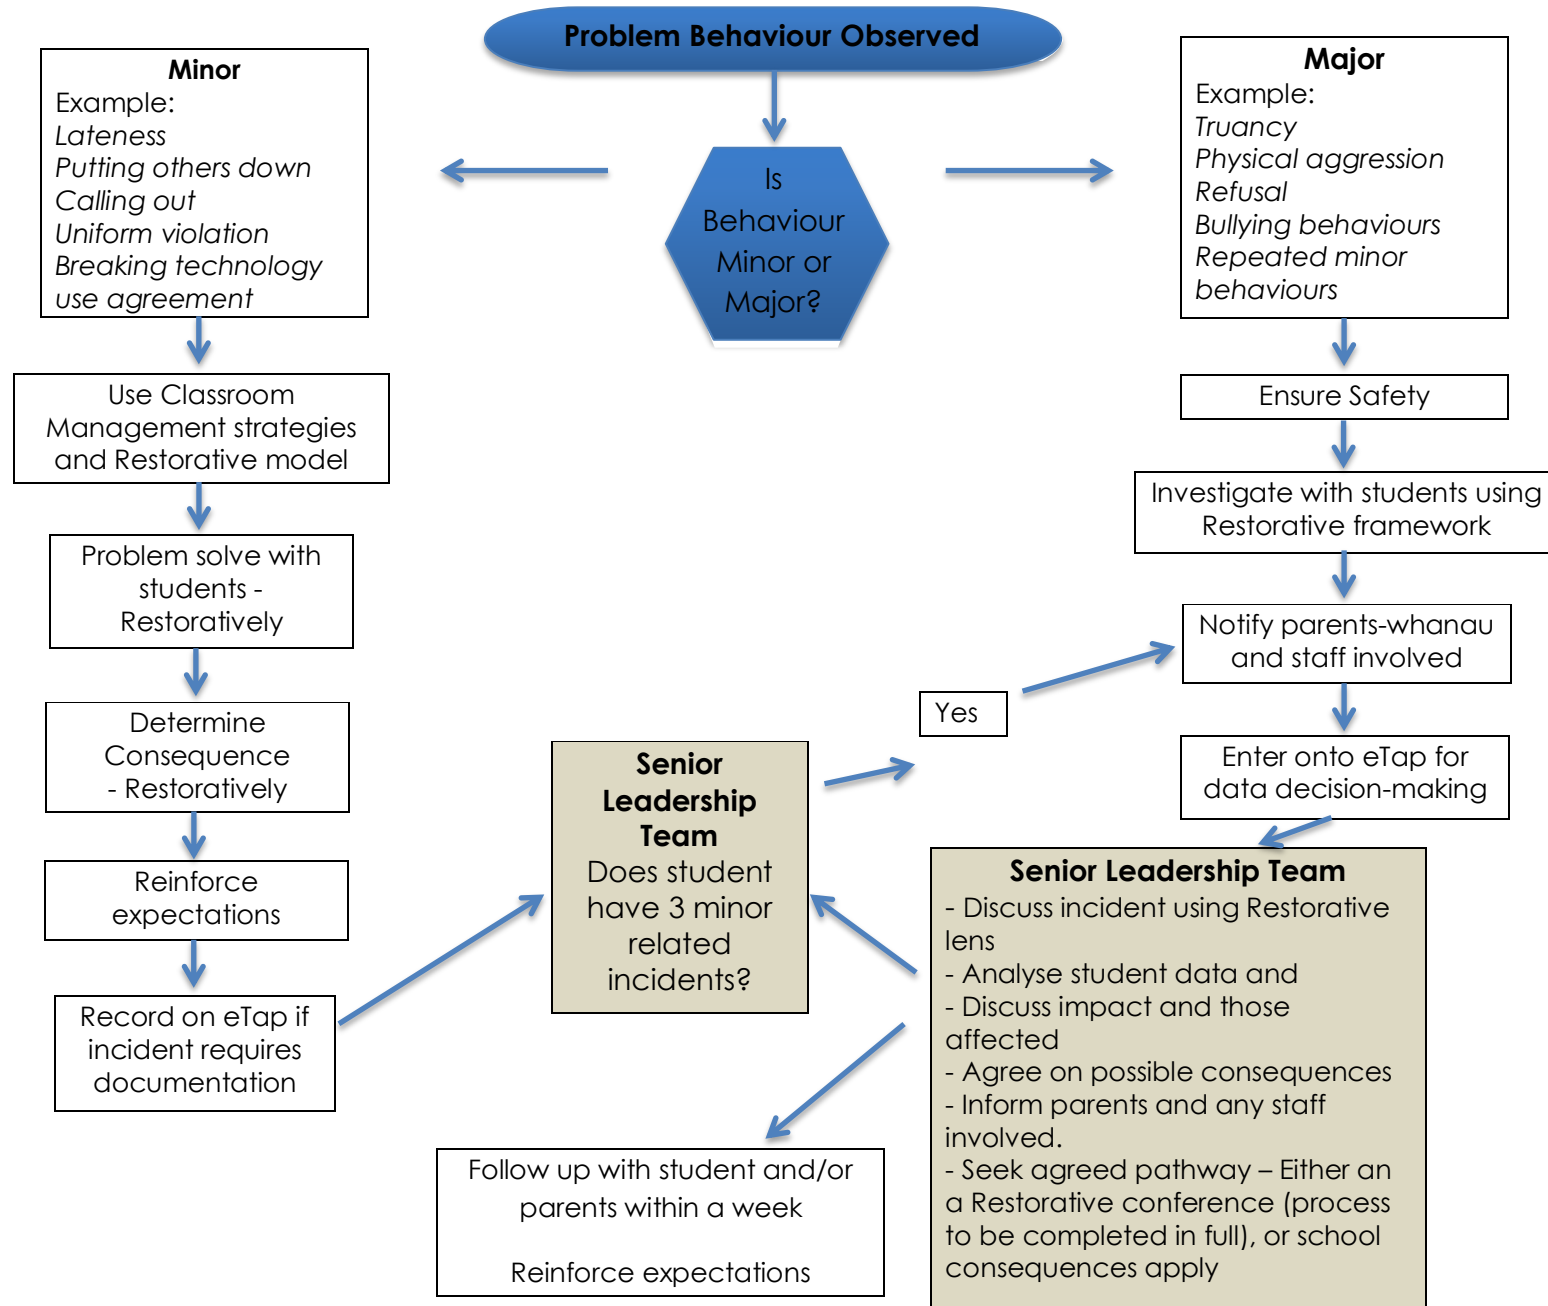 Problem Behaviour Observed
Minor
Example:
Lateness
Putting others down
Calling out
Uniform violation
Breaking technology
use agreement
Is
Behaviour
Minor or
Major?
Major
Example:
Truancy
Physical aggression
Refusal
Bullying behaviours
Repeated minor
behaviours
Use Classroom
Management strategies
and Restorative model
Problem solve with
students -
Restoratively
Determine
Consequence
- Restoratively
Reinforce
expectations
Record on eTap if
incident requires
documentation
Ensure Safety
Investigate with students using
Restorative framework
Notify parents-whanau
and staff involved
Enter onto eTap for
data decision-making
Yes
Senior
Leadership
Team
Does student
have 3 minor
related
incidents?
Senior Leadership Team
- Discuss incident using Restorative
lens
- Analyse student data and
- Discuss impact and those
affected
- Agree on possible consequences
- Inform parents and any staff
involved.
- Seek agreed pathway – Either an
a Restorative conference (process
to be completed in full), or school
consequences apply
Follow up with student and/or
parents within a week
Reinforce expectations